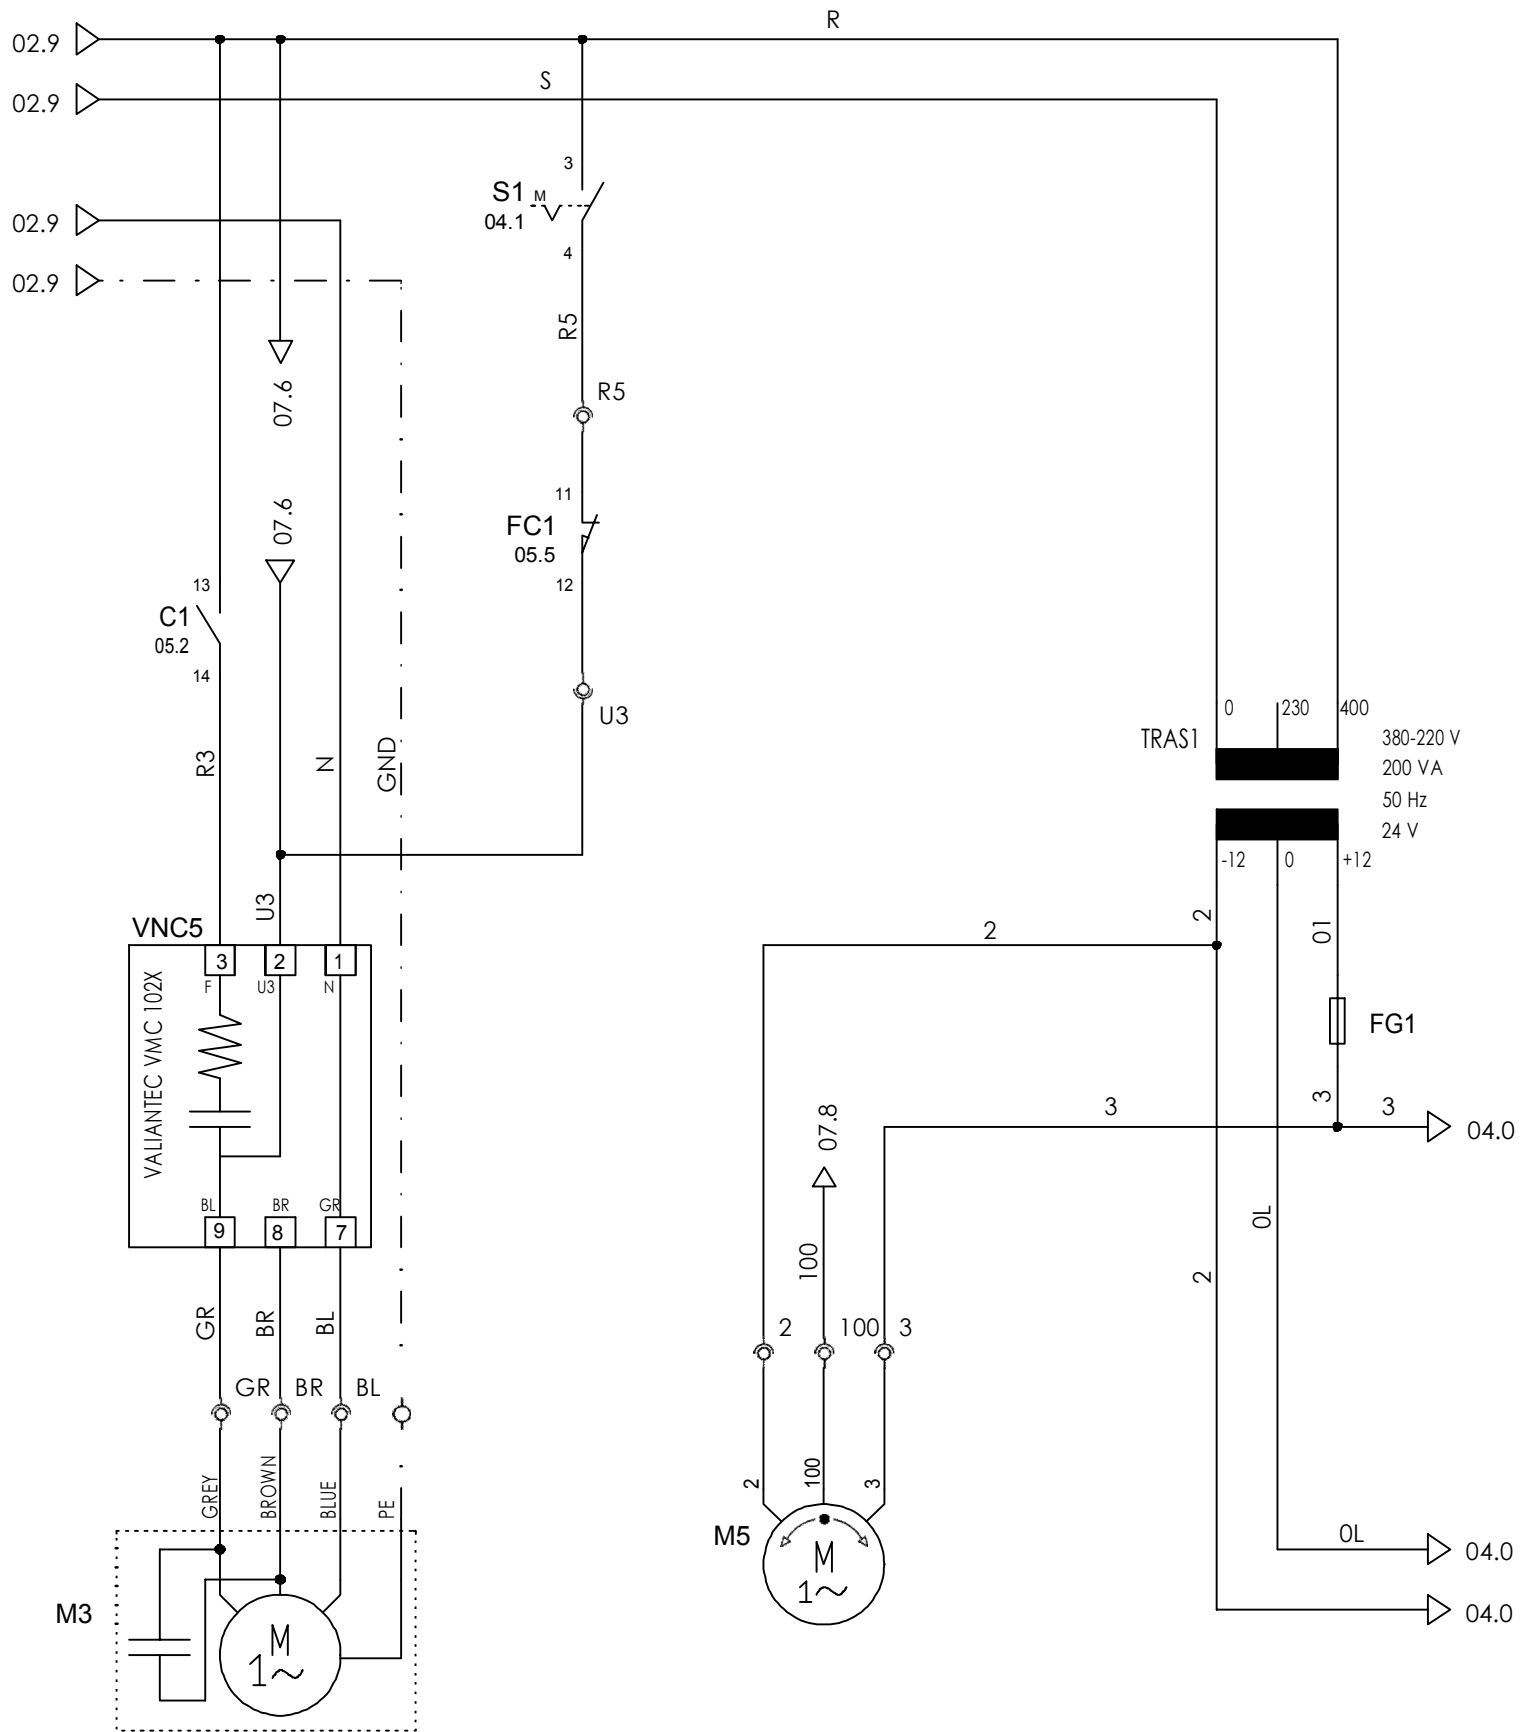 R
02.9
S
02.9
3
S1 M
04.1
02.9
4
02.9
R5
R5
07.6
07.6
11
FC1
05.5
12
13
C1
05.2
14
U3
R3
N
GND
0 230 400
TRAS1
380-220 V
200 VA
50 Hz
24 V
-12 0 +12
U3
2
01
2
VNC5
3 2 1
F U3 N
VALIANTEC VMC 102X
FG1
3
3
3
04.0
07.8
BL BR GR
9 8 7
0L
100
2
GR BR BL
2 100 3
GR BR BL
GREY BROWN BLUE PE
2 100 3
M5
M
1~
0L
04.0
04.0
M3
M
1~